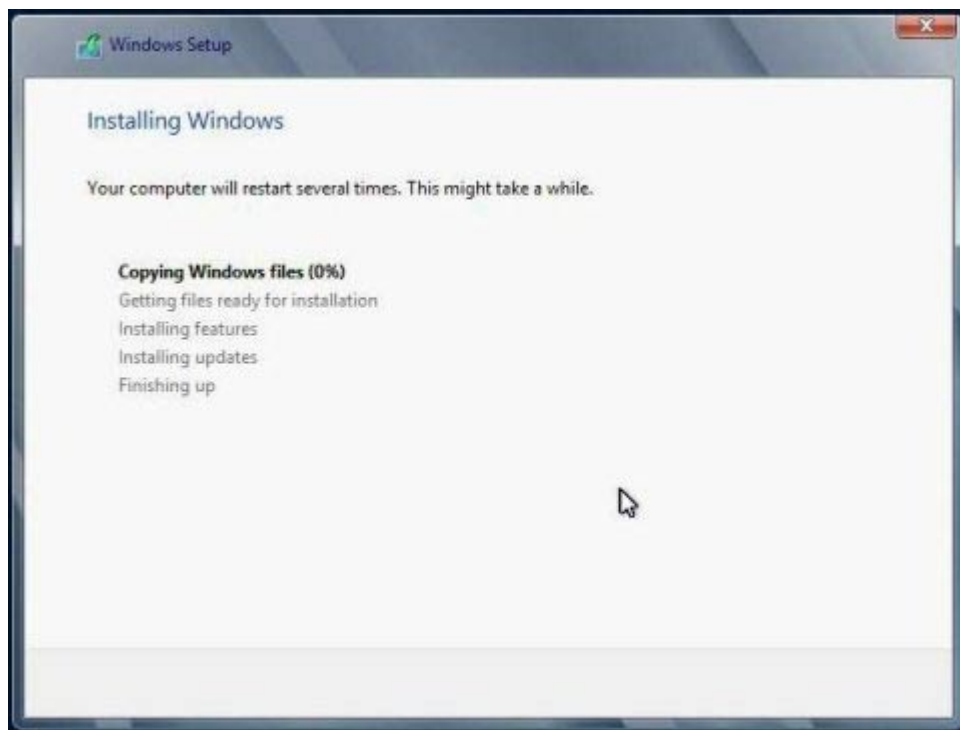 Windows Setup
Installing Windows
Your computer will restart several times. This might take a while.
Copying Windows files (0%)
Getting files ready for installation
Installing features
Installing updates
Finishing up